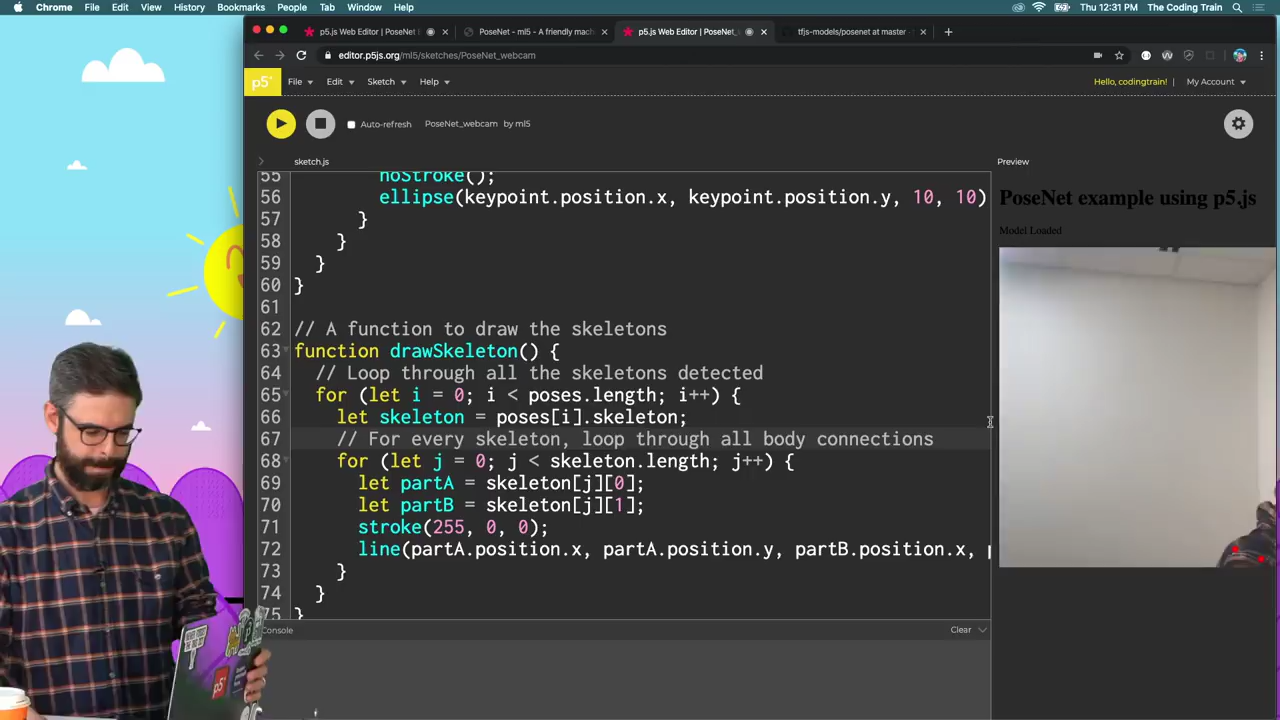 Chrome File Edit View History Bookmarks People Tab Window Help Thu 12:31 PM The Coding Train
p5.js Web Editor | PoseNet PoseNet - ml5 - A friendly mach p5.js Web Editor | PoseNet_ tfjs-models/posenet at master
editor.p5js.org/ml5/sketches/PoseNet_webcam
p5* File Edit Sketch Help Hello, codingtrain! | My Account
Auto-refresh PoseNet_webcam by ml5
sketch.js Preview
55 noStroke();
56 ellipse(keypoint.position.x, keypoint.position.y, 10, 10)
57 }
58 }
59 }
60 }
61
62 // A function to draw the skeletons
63 function drawSkeleton() {
64 // Loop through all the skeletons detected
65 for (let i = 0; i < poses.length; i++) {
66 let skeleton = poses[i].skeleton;
67 // For every skeleton, loop through all body connections
68 for (let j = 0; j < skeleton.length; j++) {
69 let partA = skeleton[j][0];
70 let partB = skeleton[j][1];
71 stroke(255, 0, 0);
72 line(partA.position.x, partA.position.y, partB.position.x, p
73 }
74 }
75 }
PoseNet example using p5.js
Model Loaded
Console Clear